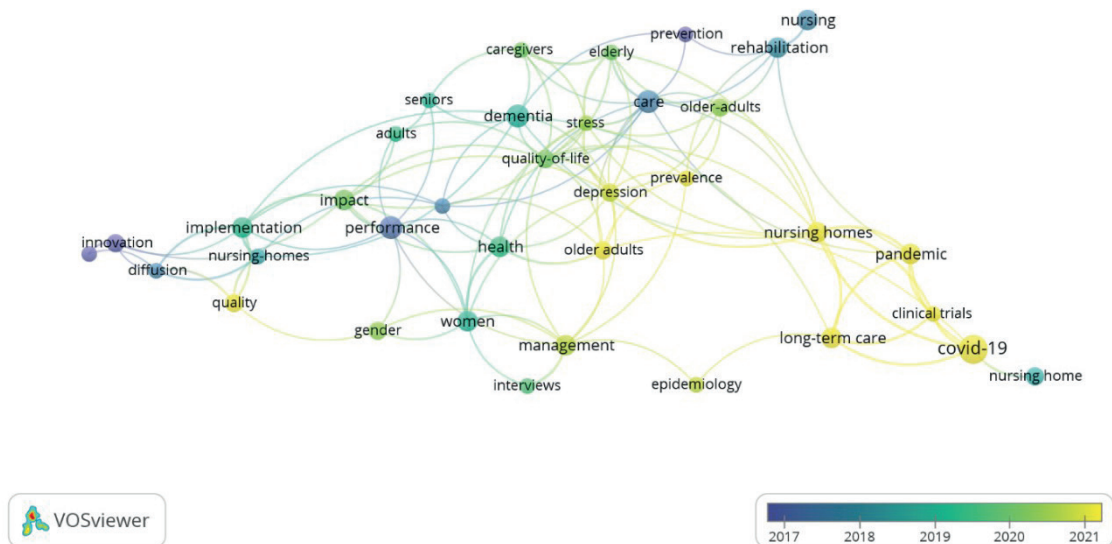 nursing
prevention
rehabilitation
caregivers
elderly
seniors
care
older-adults
dementia
stress
adults
quality-of-life
prevalence
depression
impact
implementation
performance
nursing homes
innovation
health
older adults
nursing-homes
pandemic
diffusion
quality
clinical trials
women
gender
long-term care
management
covid-19
nursing home
interviews
epidemiology
VOSviewer
2017 2018 2019 2020 2021